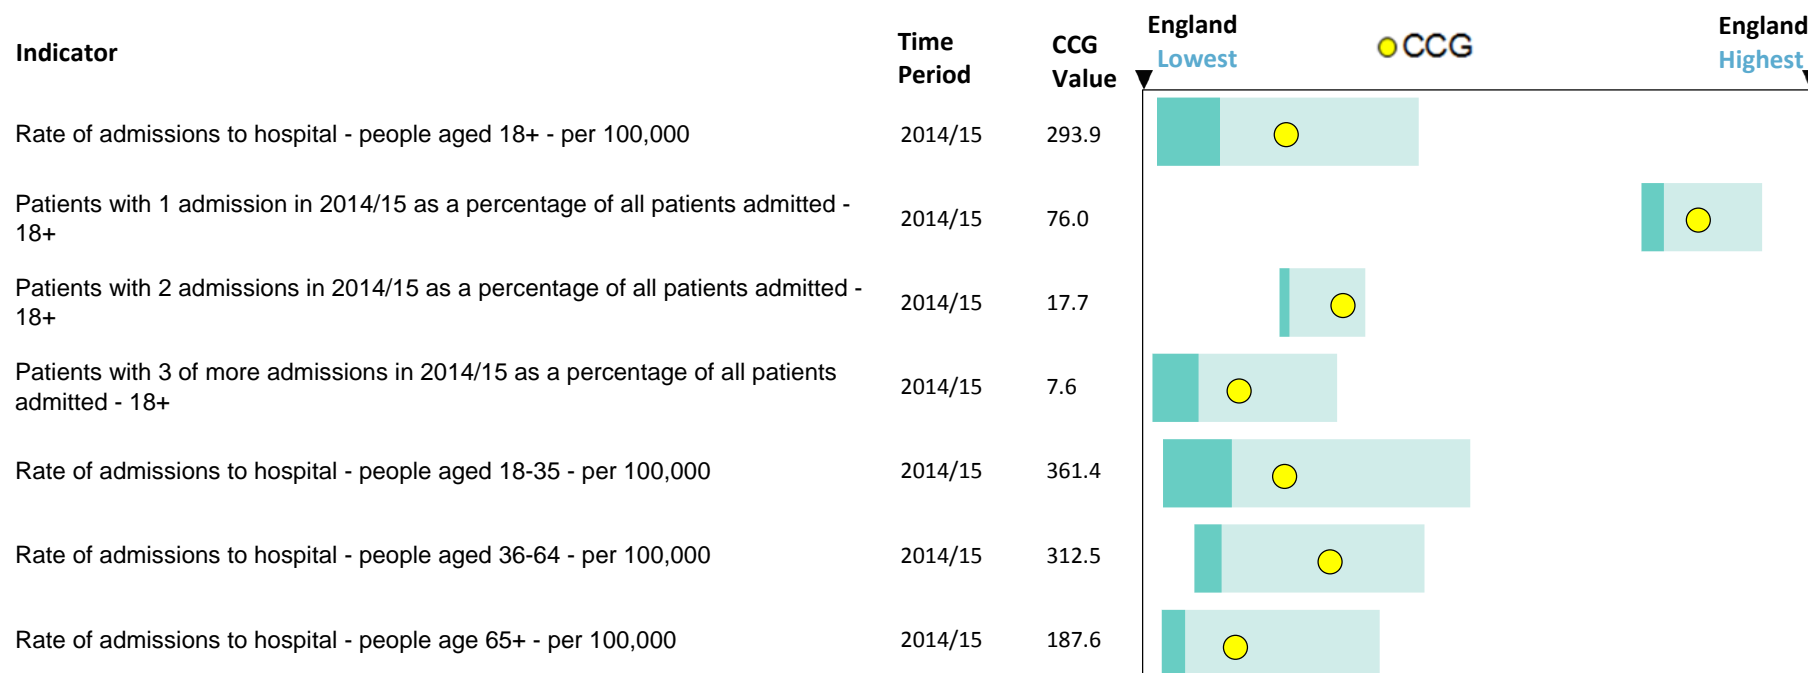 Indicator
Time
Period
CCG
Value
England
Lowest
CCG
England
Highest
Rate of admissions to hospital - people aged 18+ - per 100,000
2014/15
293.9
Patients with 1 admission in 2014/15 as a percentage of all patients admitted -
18+
2014/15
76.0
Patients with 2 admissions in 2014/15 as a percentage of all patients admitted -
18+
2014/15
17.7
Patients with 3 of more admissions in 2014/15 as a percentage of all patients
admitted - 18+
2014/15
7.6
Rate of admissions to hospital - people aged 18-35 - per 100,000
2014/15
361.4
Rate of admissions to hospital - people aged 36-64 - per 100,000
2014/15
312.5
Rate of admissions to hospital - people age 65+ - per 100,000
2014/15
187.6